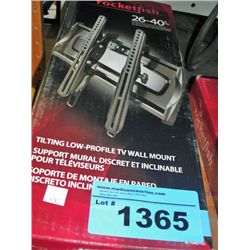 rocketfish
26-40
TILTING LOW-PROFILE TV WALL MOUNT
SUPPORT MURAL DISCRET ET INCLINABLE
POUR TÉLÉVISEURS
SOPORTE DE MONTAJE EN PARED
DISCRETO E INCLIN
Lot #
1365